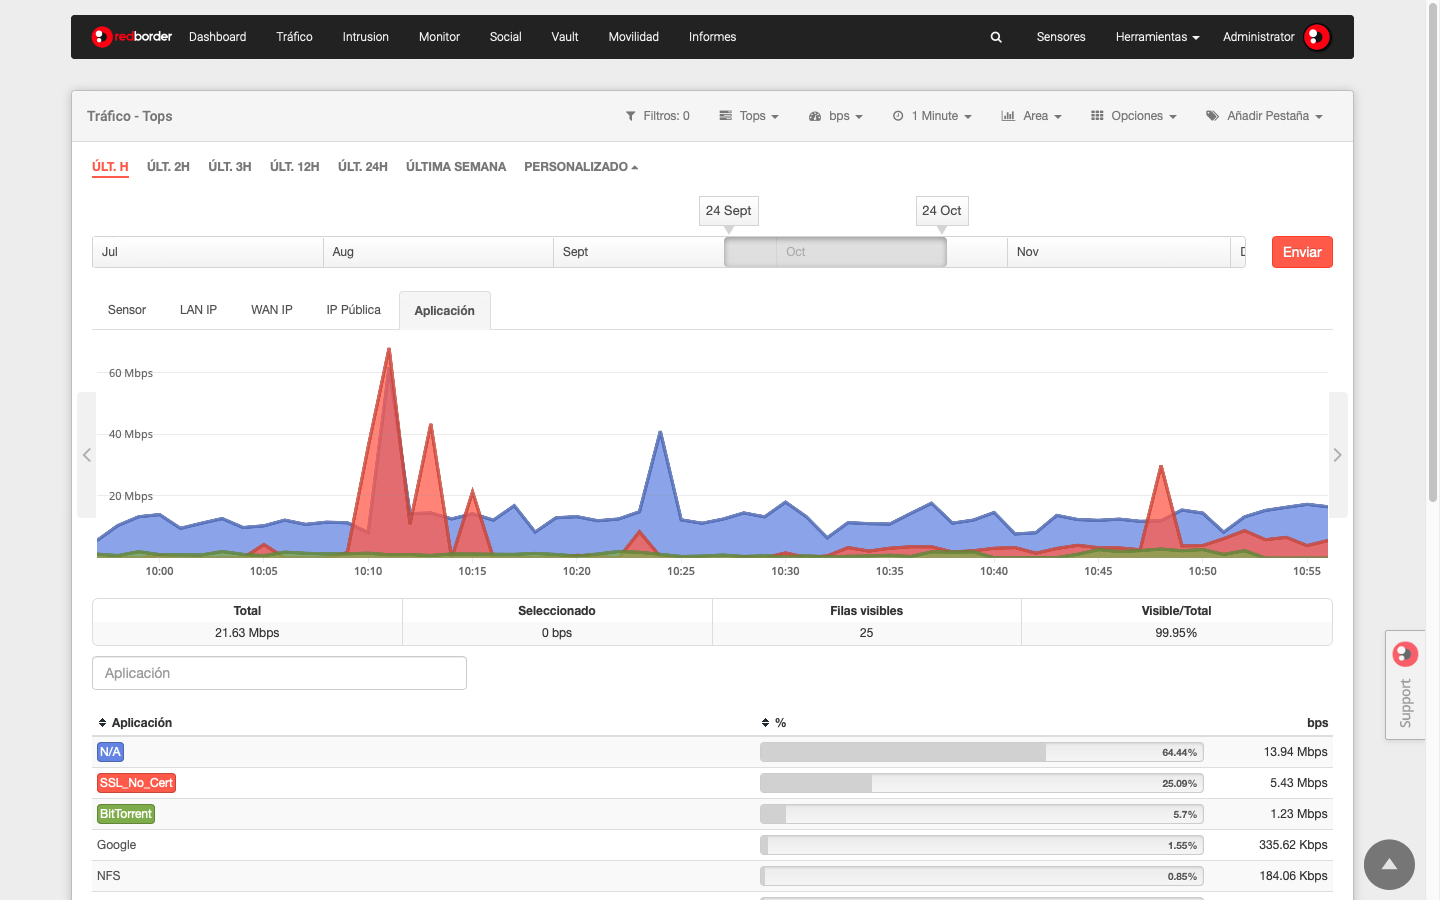 redborder Dashboard Tráfico Intrusion Monitor Social Vault Movilidad Informes Sensores Herramientas Administrator
Tráfico - Tops Filtros: 0 Tops bps 1 Minute Area Opciones Añadir Pestaña
ÚLT. H ÚLT. 2H ÚLT. 3H ÚLT. 12H ÚLT. 24H ÚLTIMA SEMANA PERSONALIZADO
24 Sept 24 Oct
Jul Aug Sept Oct Nov Enviar
Sensor LAN IP WAN IP IP Pública Aplicación
60 Mbps
40 Mbps
20 Mbps
10:00 10:05 10:10 10:15 10:20 10:25 10:30 10:35 10:40 10:45 10:50 10:55
Total Seleccionado Filas visibles Visible/Total
21.63 Mbps 0 bps 25 99.95%
Aplicación
Support
Aplicación % bps
N/A 64.44% 13.94 Mbps
SSL_No_Cert 25.09% 5.43 Mbps
BitTorrent 5.7% 1.23 Mbps
Google 1.55% 335.62 Kbps
NFS 0.85% 184.06 Kbps